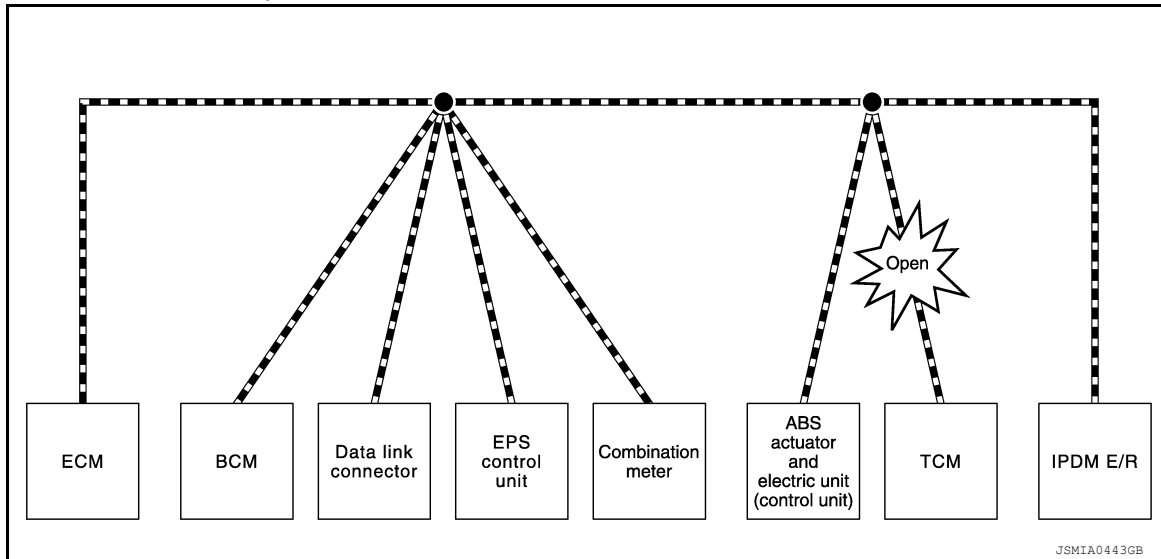 Open
ECM
BCM
Data link
connector
EPS
control
unit
Combination
meter
ABS
actuator
and
electric unit
(control unit)
TCM
IPDM E/R
JSMIA0443GB